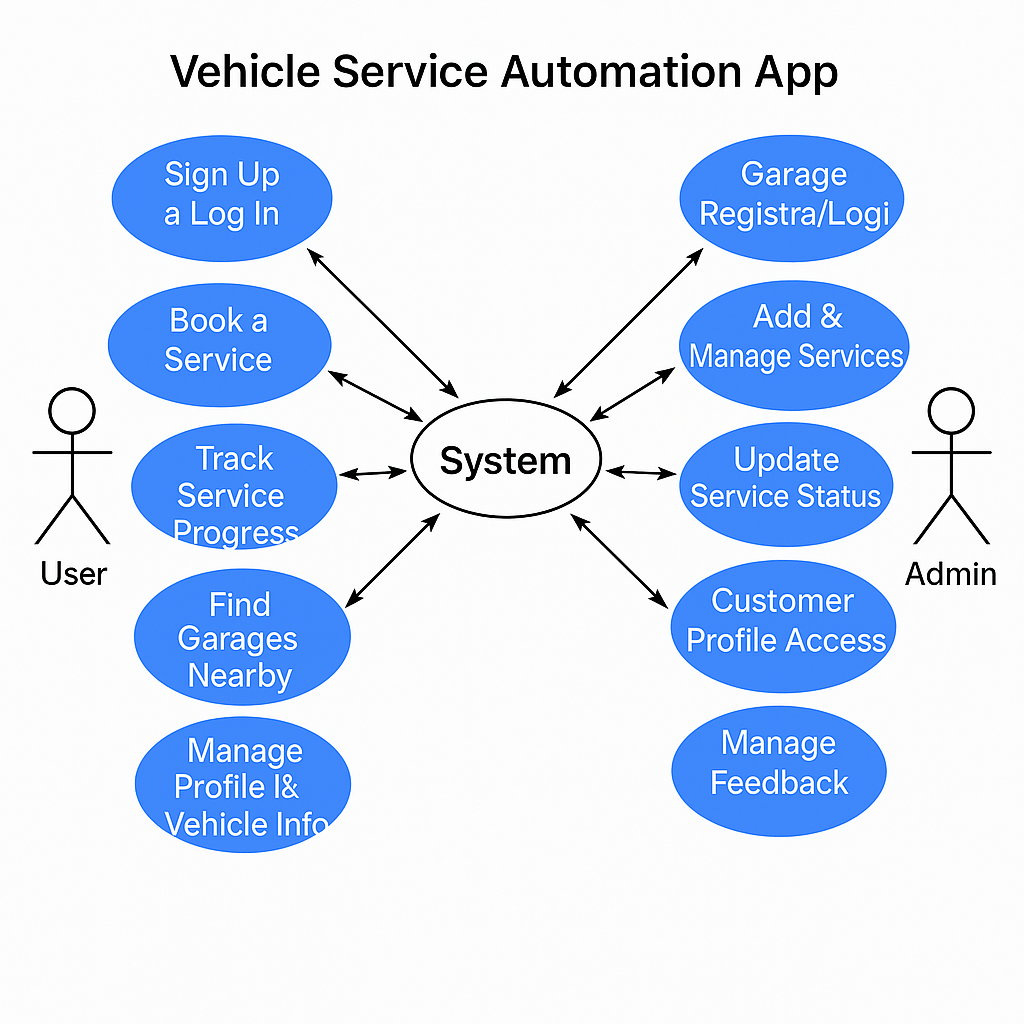 Vehicle Service Automation App
Sign Up
a Log In
Book a
Service
Track
Service
Progress
Find
Garages
Nearby
Manage
Profile I&
Vehicle Info
User
System
Garage
Registra/Logi
Add &
Manage Services
Update
Service Status
Customer
Profile Access
Manage
Feedback
Admin